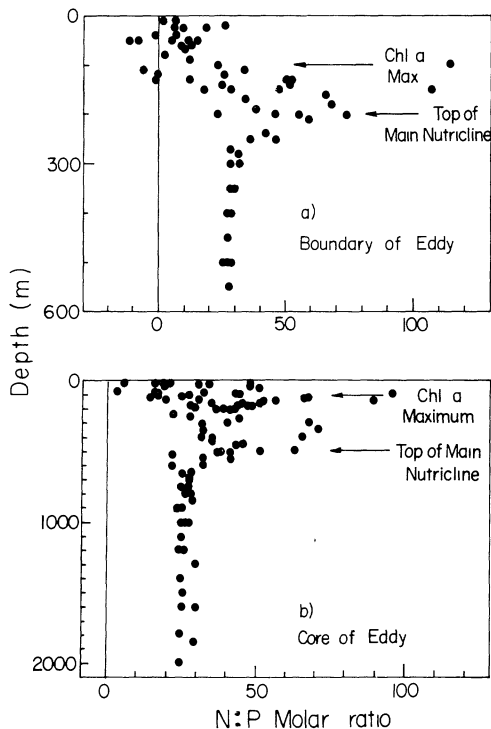 0
300
600
Chl a
Max
Top of
Main Nutricline
a)
Boundary of Eddy
0
50
100
Depth (m)
0
1000
2000
Chl a
Maximum
Top of Main
Nutricline
b)
Core of Eddy
0
50
100
N:P Molar ratio